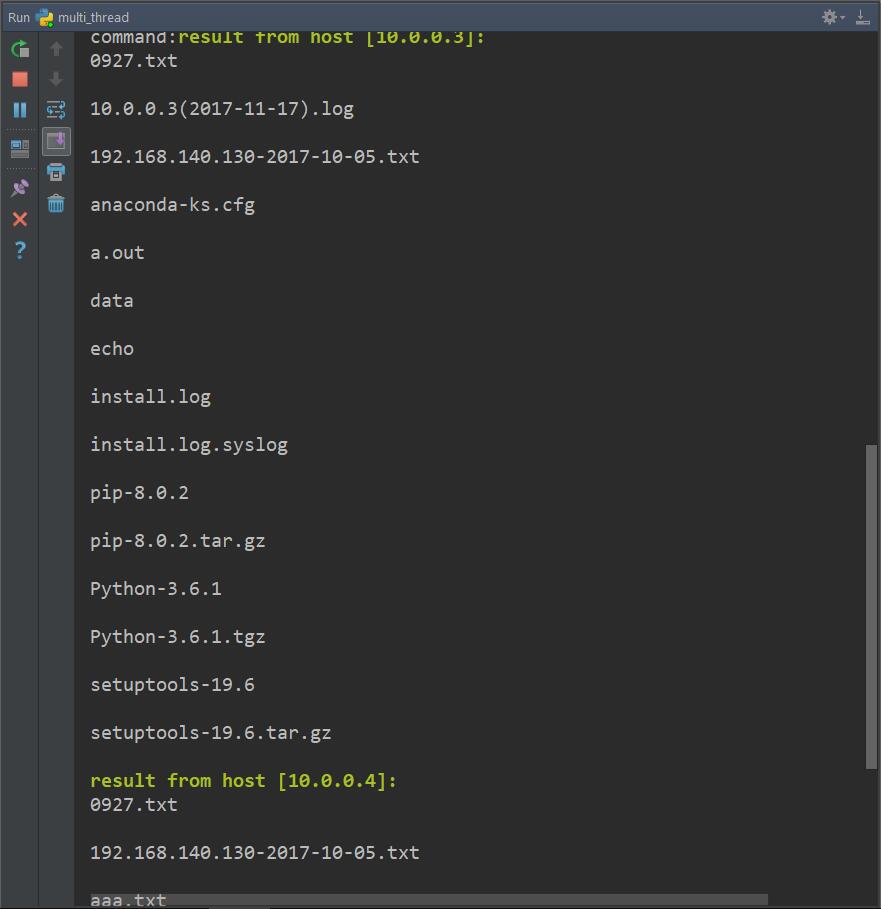 Run multi_thread
command:result from host [10.0.0.3]:
0927.txt
10.0.0.3(2017-11-17).log
192.168.140.130-2017-10-05.txt
anaconda-ks.cfg
a.out
data
echo
install.log
install.log.syslog
pip-8.0.2
pip-8.0.2.tar.gz
Python-3.6.1
Python-3.6.1.tgz
setuptools-19.6
setuptools-19.6.tar.gz
result from host [10.0.0.4]:
0927.txt
192.168.140.130-2017-10-05.txt
aaa.txt